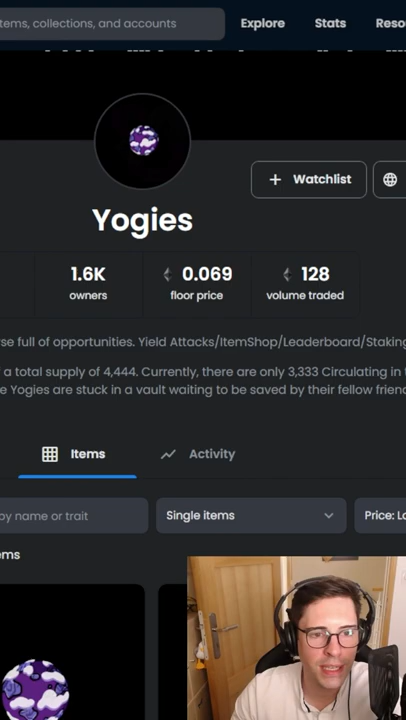 tems, collections, and accounts
Explore
Stats
Reso
Watchlist
Yogies
1.6K
owners
0.069
floor price
128
volume traded
se full of opportunities. Yield Attacks/ItemShop/Leaderboard/Staking
a total supply of 4,444. Currently, there are only 3,333 Circulating in t
e Yogies are stuck in a vault waiting to be saved by their fellow frien
Items
Activity
by name or trait
Single items
Price: Lo
ems